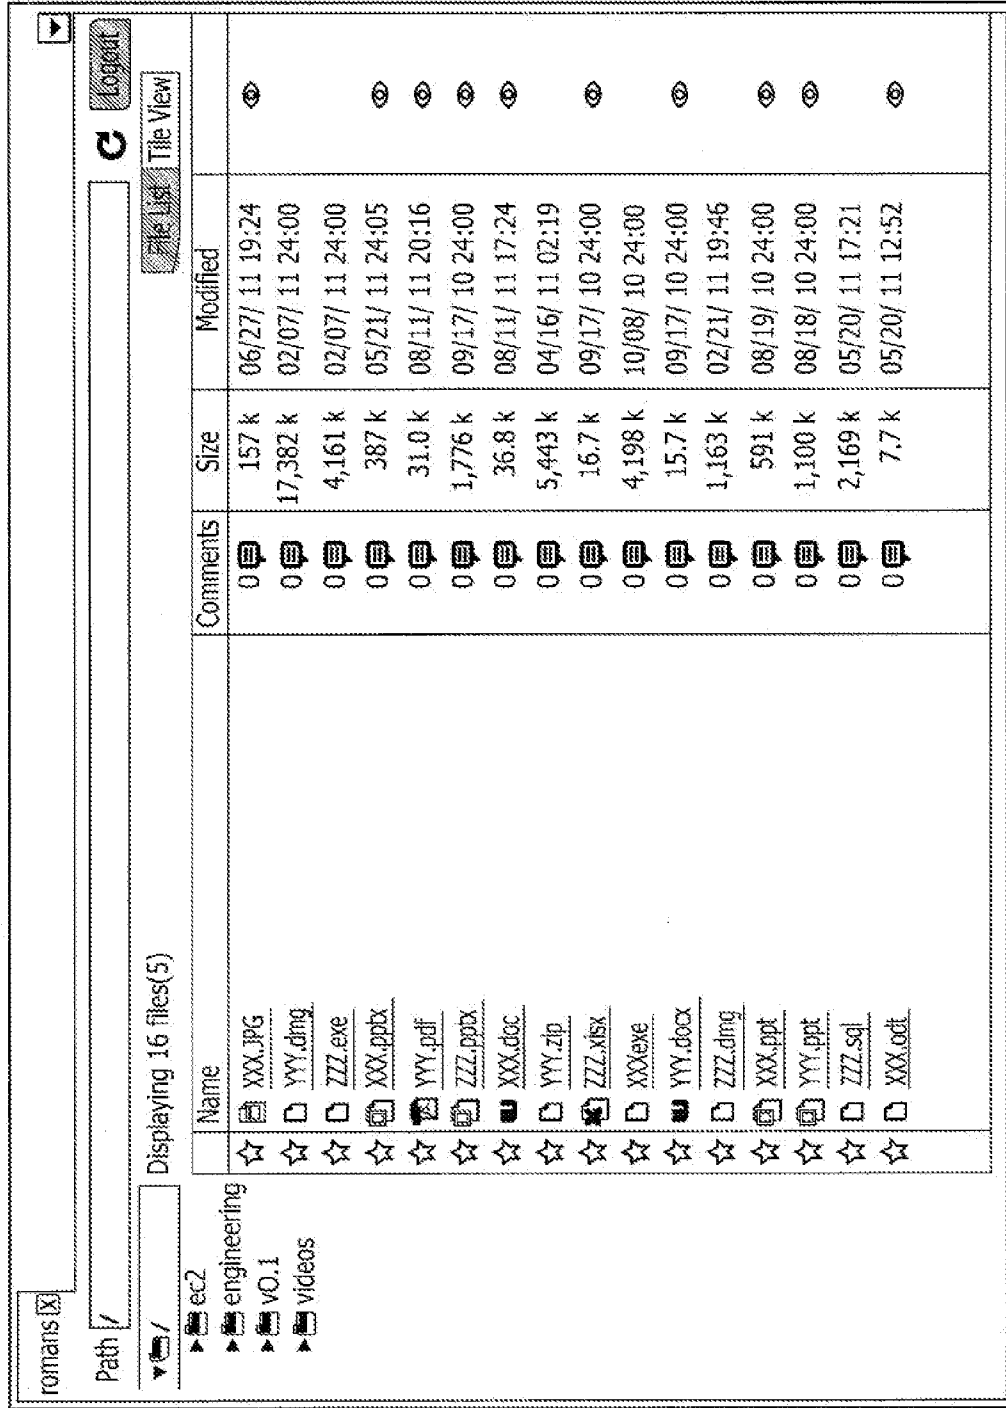 romans X
Path / Logout
/ Displaying 16 files(5) File List Tile View
ec2
engineering
v0.1
videos
Name Comments Size Modified
XXX.JPG 0 157 k 06/27/ 11 19:24
YYY.dmg 0 17,382 k 02/07/ 11 24:00
ZZZ.exe 0 4,161 k 02/07/ 11 24:00
XXX.pptx 0 387 k 05/21/ 11 24:05
YYY.pdf 0 31.0 k 08/11/ 11 20:16
ZZZ.pptx 0 1,776 k 09/17/ 10 24:00
XXX.doc 0 36.8 k 08/11/ 11 17:24
YYY.zip 0 5,443 k 04/16/ 11 02:19
ZZZ.xlsx 0 16.7 k 09/17/ 10 24:00
XXXexe 0 4,198 k 10/08/ 10 24:00
YYY.docx 0 15.7 k 09/17/ 10 24:00
ZZZ.dmg 0 1,163 k 02/21/ 11 19:46
XXX.ppt 0 591 k 08/19/ 10 24:00
YYY.ppt 0 1,100 k 08/18/ 10 24:00
ZZZ.sql 0 2,169 k 05/20/ 11 17:21
XXX.odt 0 7.7 k 05/20/ 11 12:52